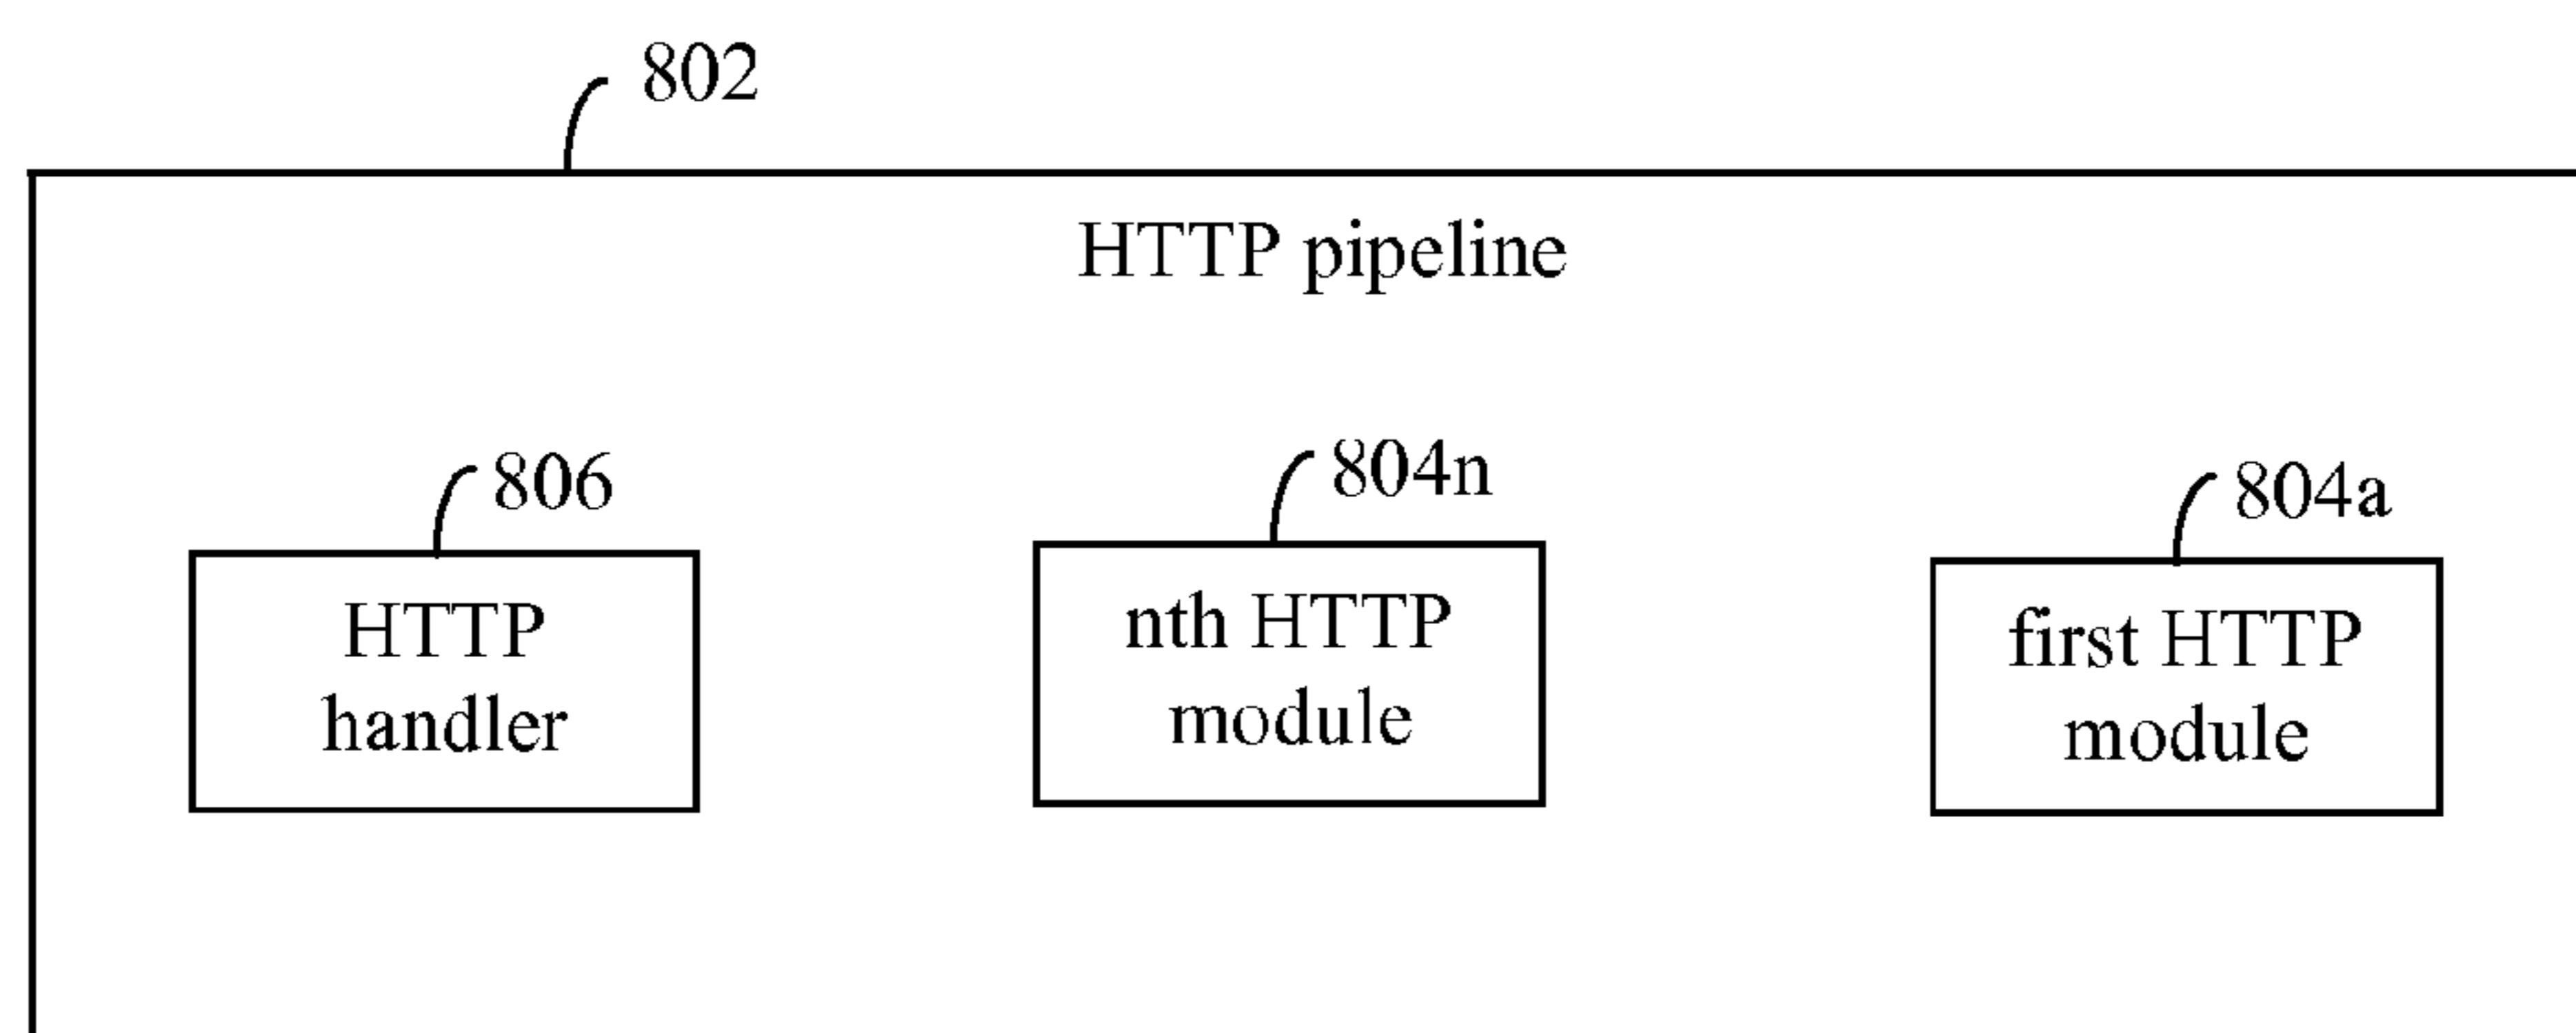 802
HTTP pipeline
806
804n
804a
HTTP
handler
nth HTTP
module
first HTTP
module